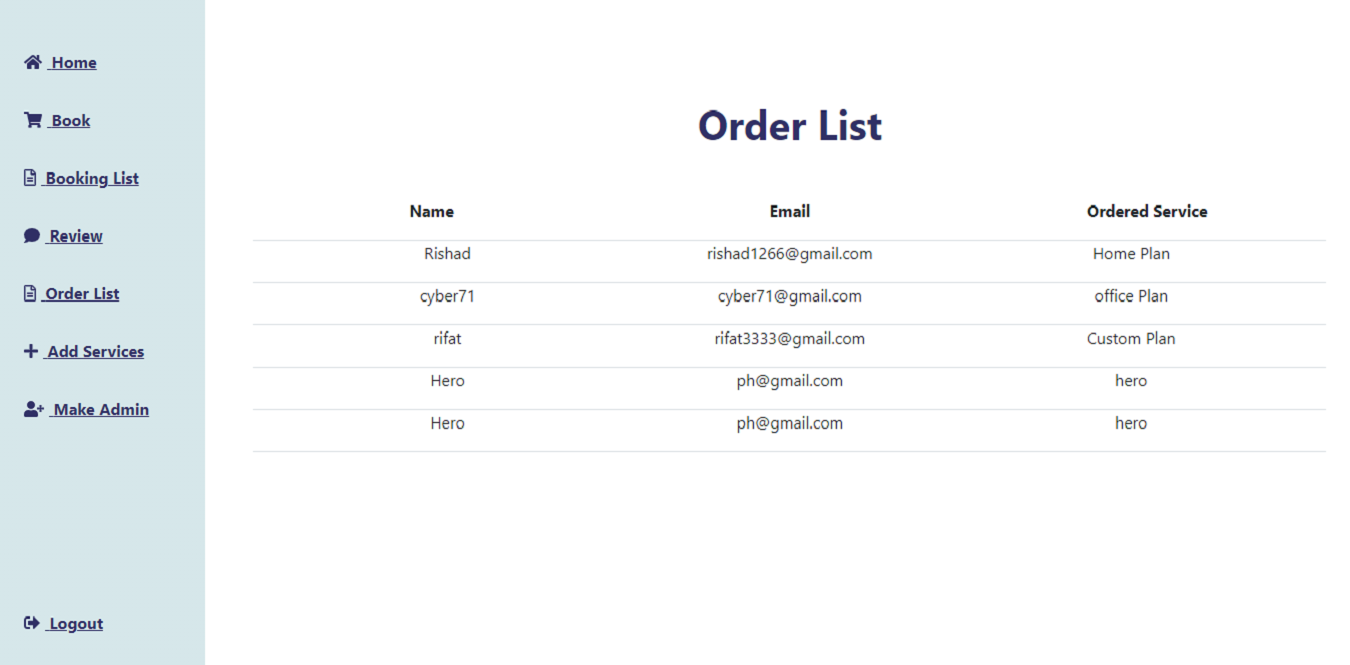 Home
Book
Booking List
Review
Order List
Add Services
Make Admin
Logout
Order List
Name Email Ordered Service
Rishad rishad1266@gmail.com Home Plan
cyber71 cyber71@gmail.com office Plan
rifat rifat3333@gmail.com Custom Plan
Hero ph@gmail.com hero
Hero ph@gmail.com hero